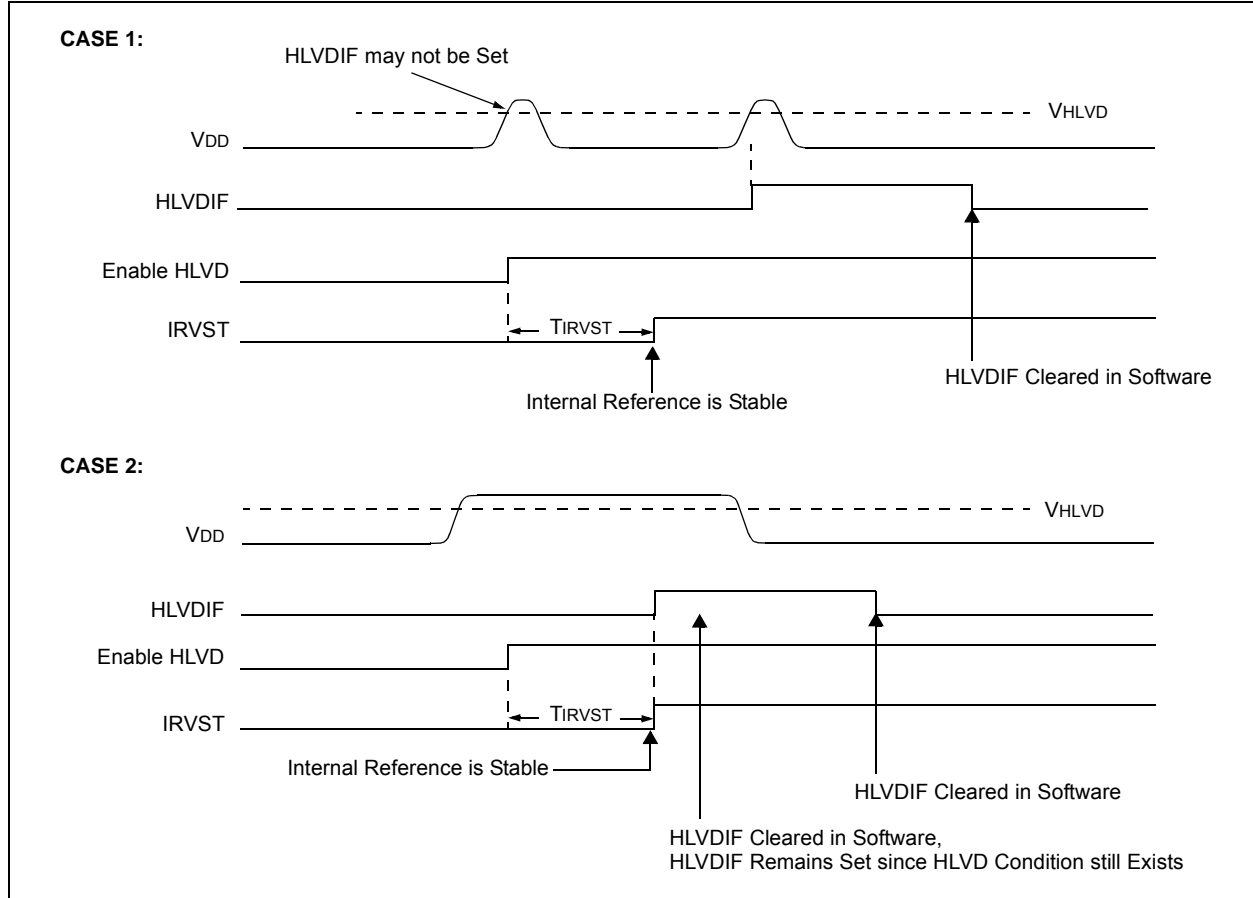 CASE 1:
HLVDIF may not be Set
VHLVD
VDD
HLVDIF
Enable HLVD
IRVST
TIRVST
HLVDIF Cleared in Software
Internal Reference is Stable
CASE 2:
VHLVD
VDD
HLVDIF
Enable HLVD
IRVST
TIRVST
Internal Reference is Stable
HLVDIF Cleared in Software
HLVDIF Cleared in Software,
HLVDIF Remains Set since HLVD Condition still Exists